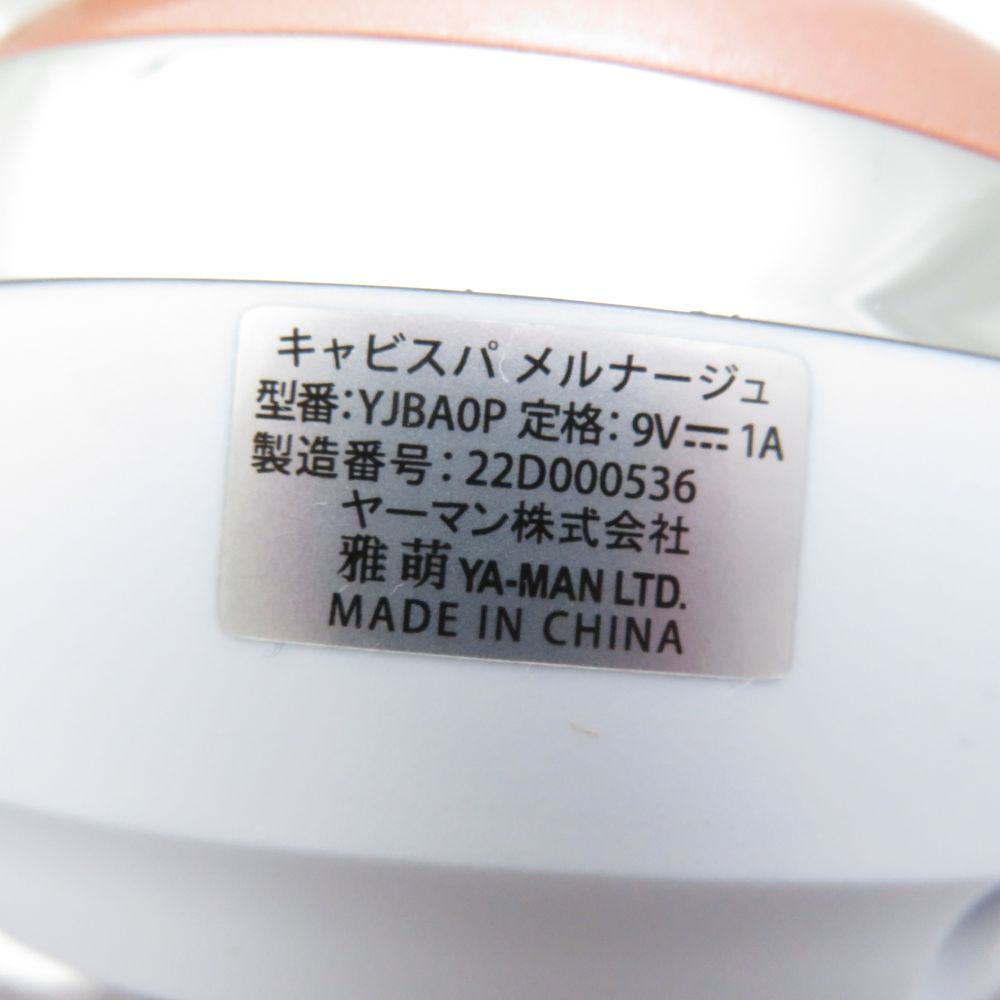 キャビスパ メルナージュ
型番:YJBA0P 定格: 9V⎓1A
製造番号:22D000536
ヤーマン株式会社
雅萌 YA-MAN LTD.
MADE IN CHINA